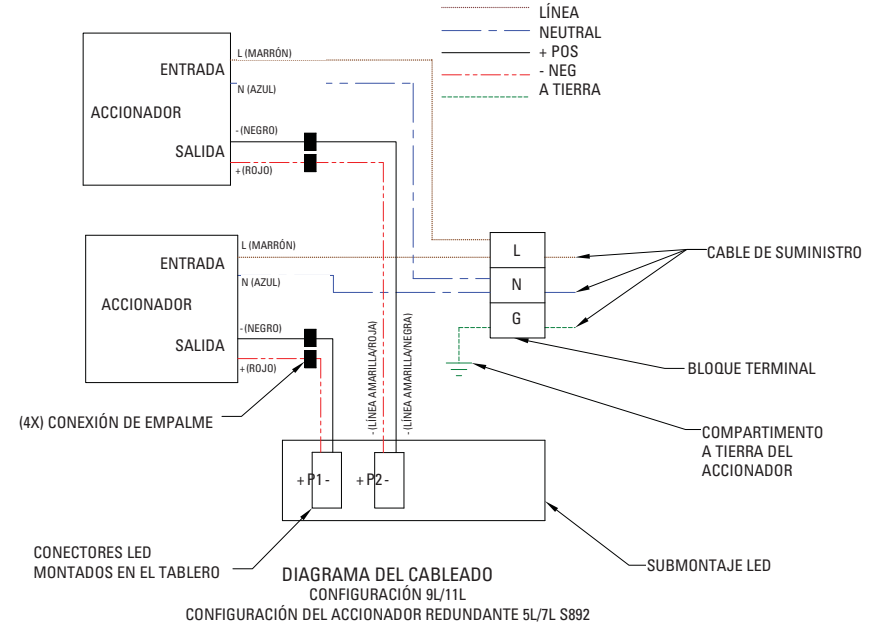 LÍNEA
NEUTRAL
+ POS
- NEG
A TIERRA
L (MARRÓN)
ENTRADA
N (AZUL)
ACCIONADOR
-(NEGRO)
SALIDA
+(ROJO)
L (MARRÓN)
ENTRADA
N (AZUL)
ACCIONADOR
-(NEGRO)
SALIDA
+(ROJO)
L
N
G
CABLE DE SUMINISTRO
BLOQUE TERMINAL
-(LÍNEA AMARILLA/ROJA)
-(LÍNEA AMARILLA/NEGRA)
(4X) CONEXIÓN DE EMPALME
COMPARTIMENTO
A TIERRA DEL
ACCIONADOR
+ P1 -
+ P2 -
CONECTORES LED
MONTADOS EN EL TABLERO
SUBMONTAJE LED
DIAGRAMA DEL CABLEADO
CONFIGURACIÓN 9L/11L
CONFIGURACIÓN DEL ACCIONADOR REDUNDANTE 5L/7L S892